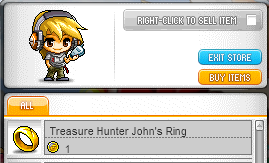 RIGHT-CLICK TO SELL ITEM
EXIT STORE
BUY ITEMS
ALL
Treasure Hunter John's Ring
1